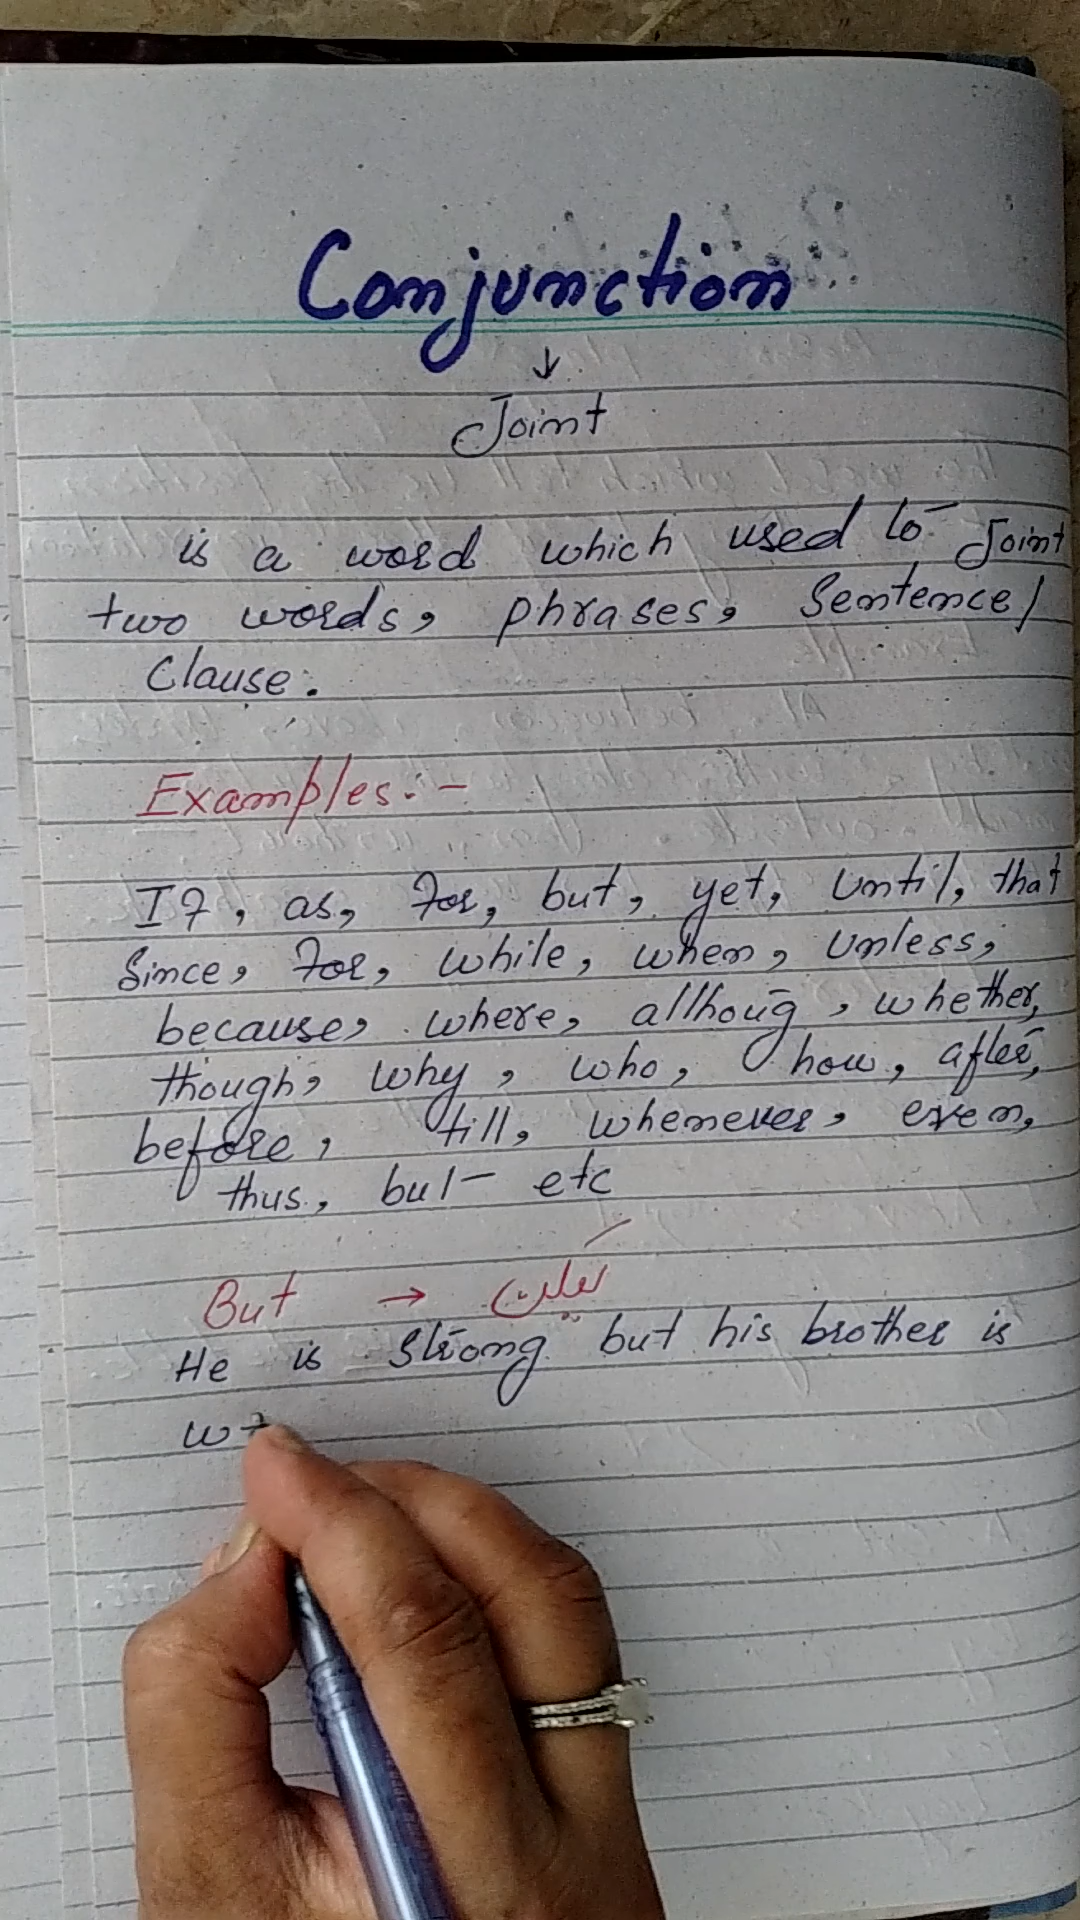 Conjunction
↓
Joint
is a word which used to Joint
two words, phrases, Sentence/
Clause.
Examples:-
If, as, for, but, yet, Until, that
Since, For, while, when, Unless,
because, where, althoug, whether,
though, why, who, how, after,
before, till, whenever, even,
thus, but etc
But → لیکن
He is strong but his brother is